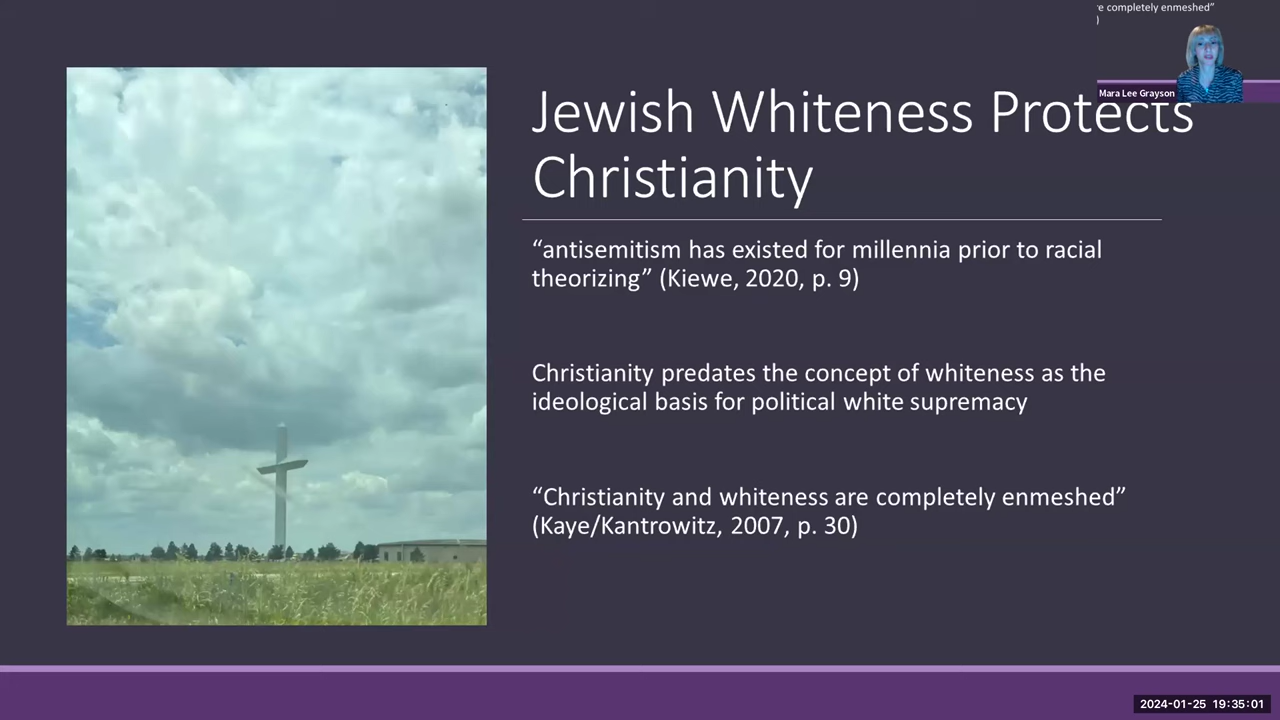 re completely enmeshed”
)
Mara Lee Grayson
Jewish Whiteness Protects
Christianity
“antisemitism has existed for millennia prior to racial
theorizing” (Kiewe, 2020, p. 9)
Christianity predates the concept of whiteness as the
ideological basis for political white supremacy
“Christianity and whiteness are completely enmeshed”
(Kaye/Kantrowitz, 2007, p. 30)
2024-01-25 19:35:01